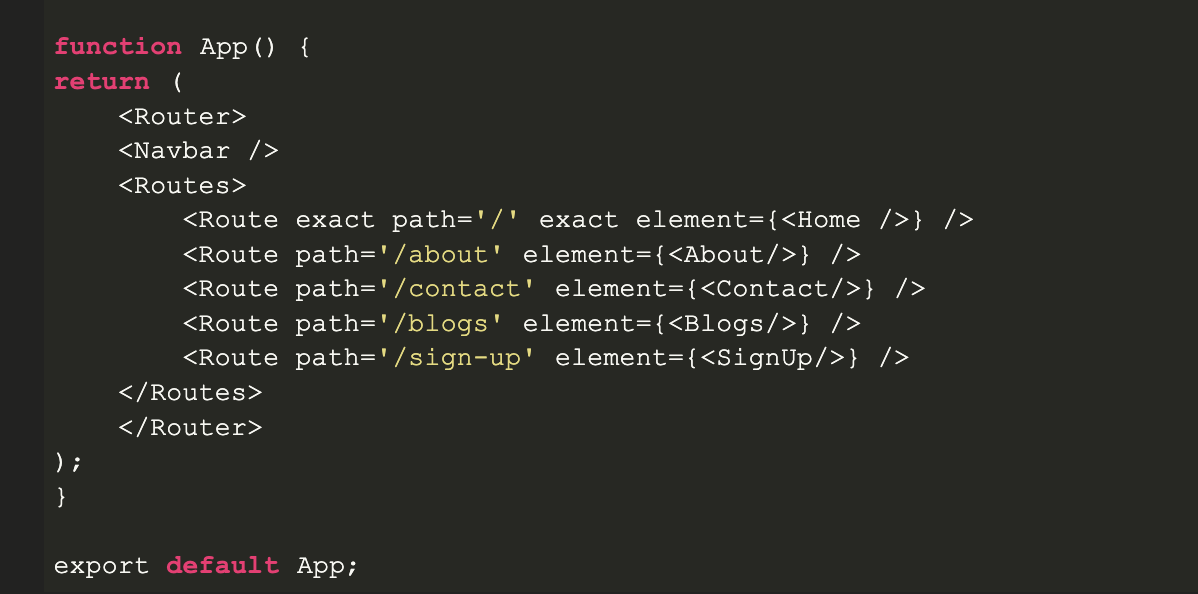 function App() {
return (
    <Router>
    <Navbar />
    <Routes>
        <Route exact path='/' exact element={<Home />} />
        <Route path='/about' element={<About/>} />
        <Route path='/contact' element={<Contact/>} />
        <Route path='/blogs' element={<Blogs/>} />
        <Route path='/sign-up' element={<SignUp/>} />
    </Routes>
    </Router>
);
}

export default App;